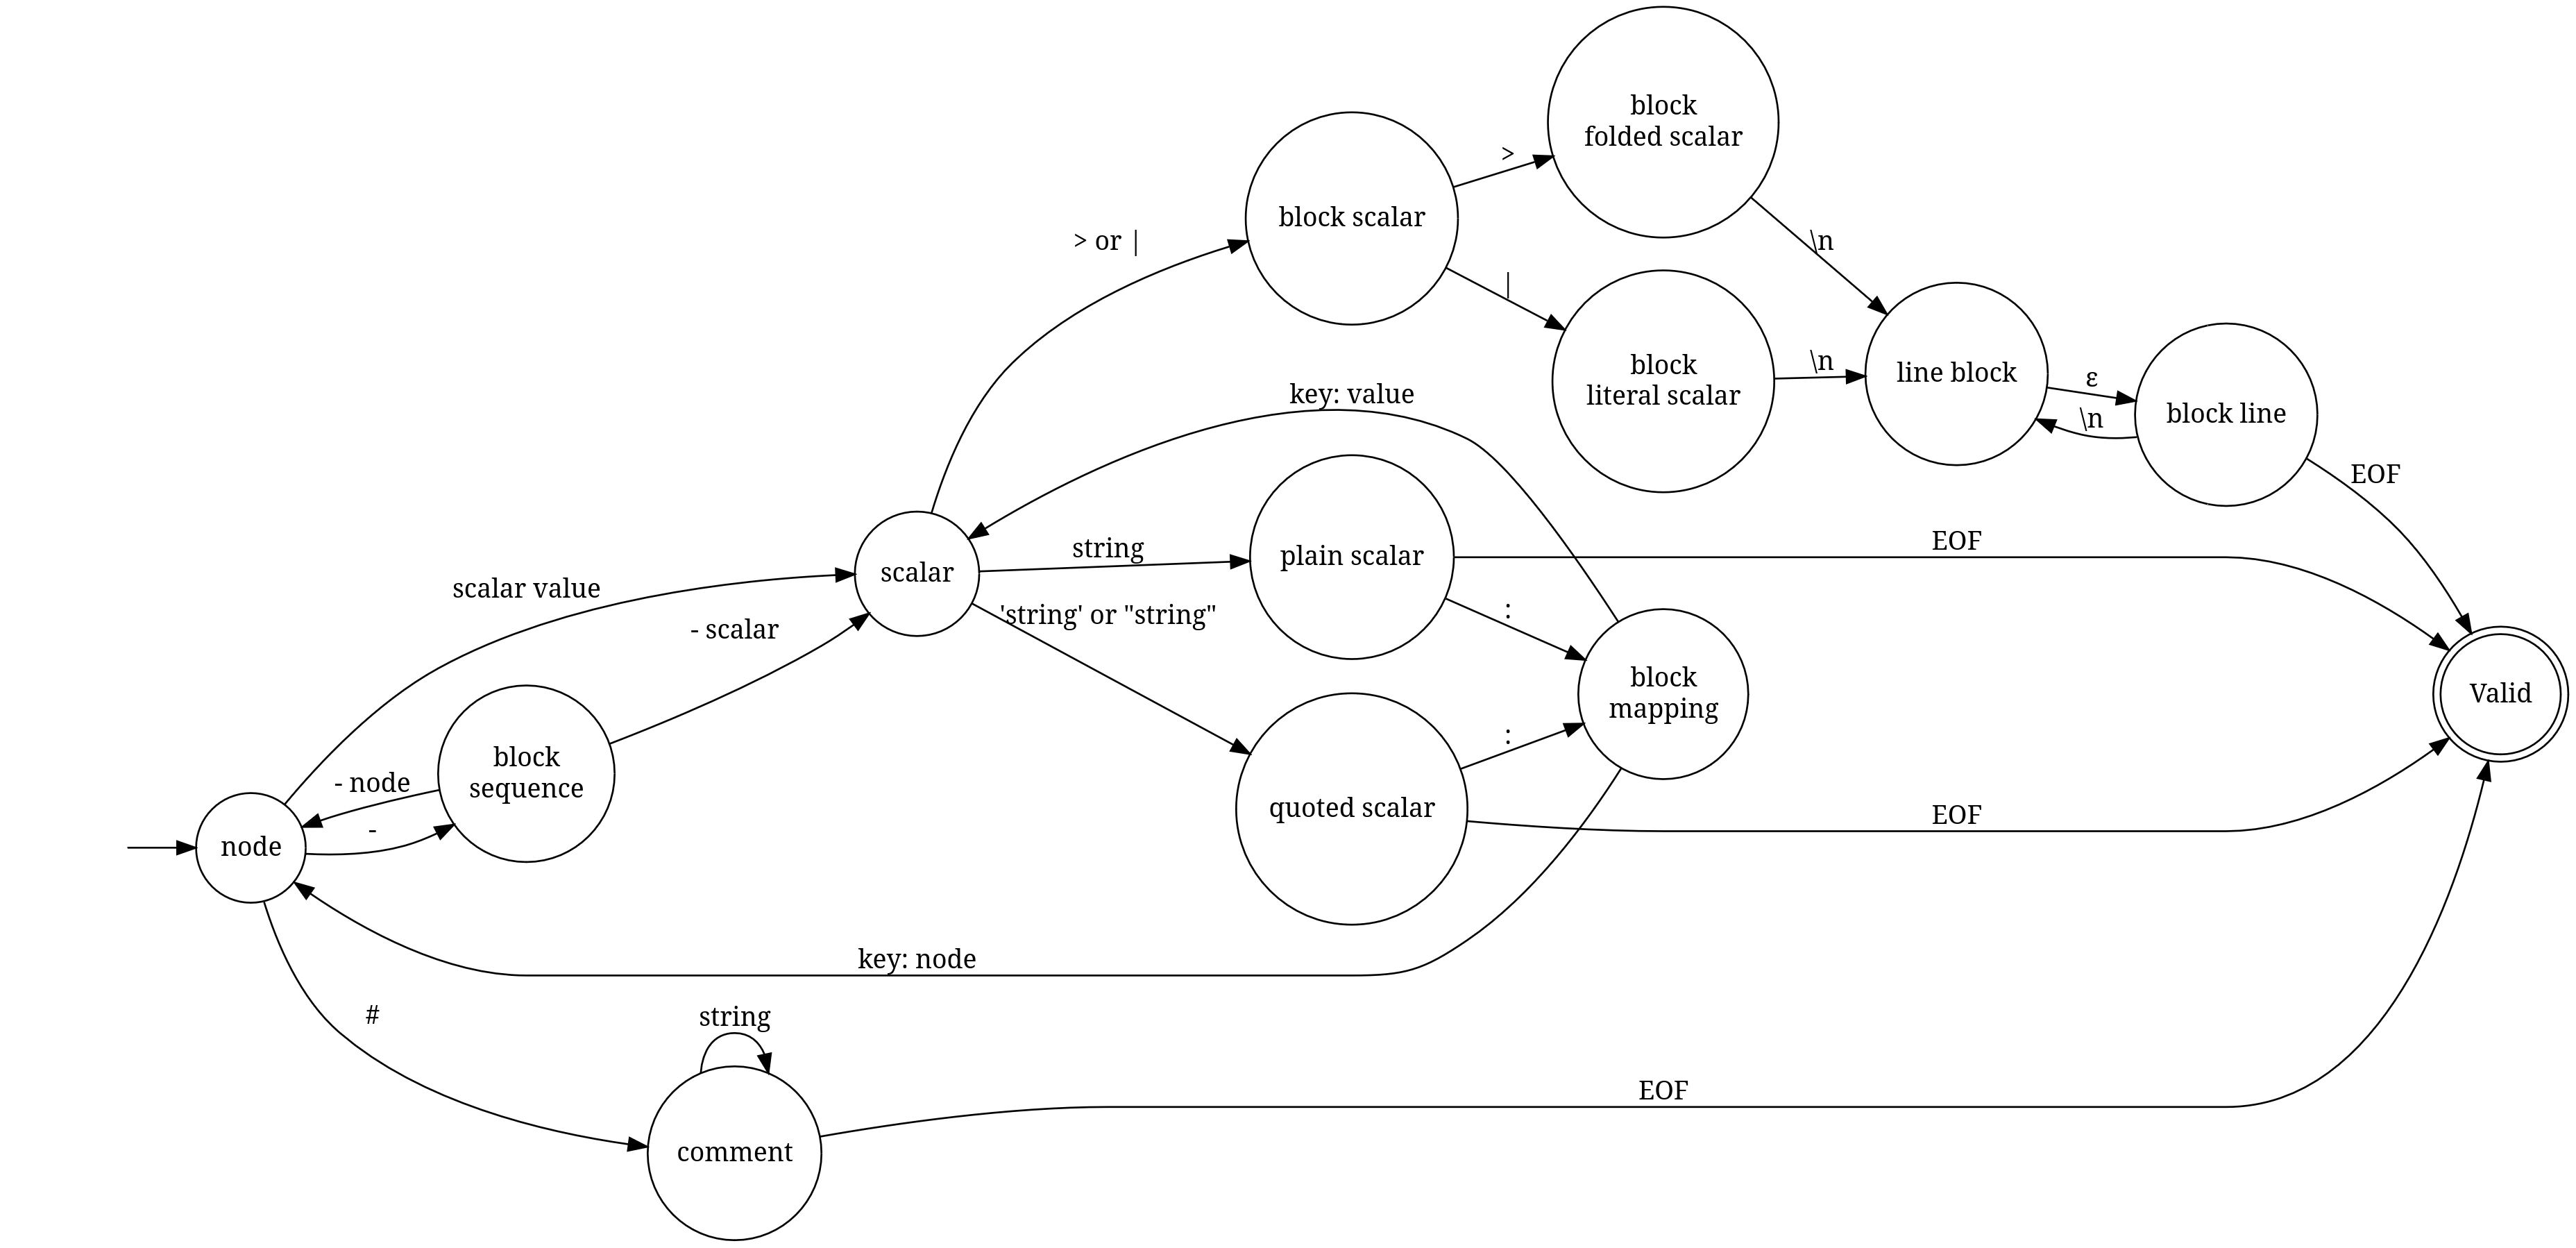 block
folded scalar
>
block scalar
> or |
\n
|
block
literal scalar
\n
line block
ε
\n
block line
key: value
EOF
string
plain scalar
EOF
scalar value
scalar
'string' or "string"
:
- scalar
block
mapping
Valid
:
block
sequence
- node
-
node
quoted scalar
EOF
key: node
#
string
EOF
comment